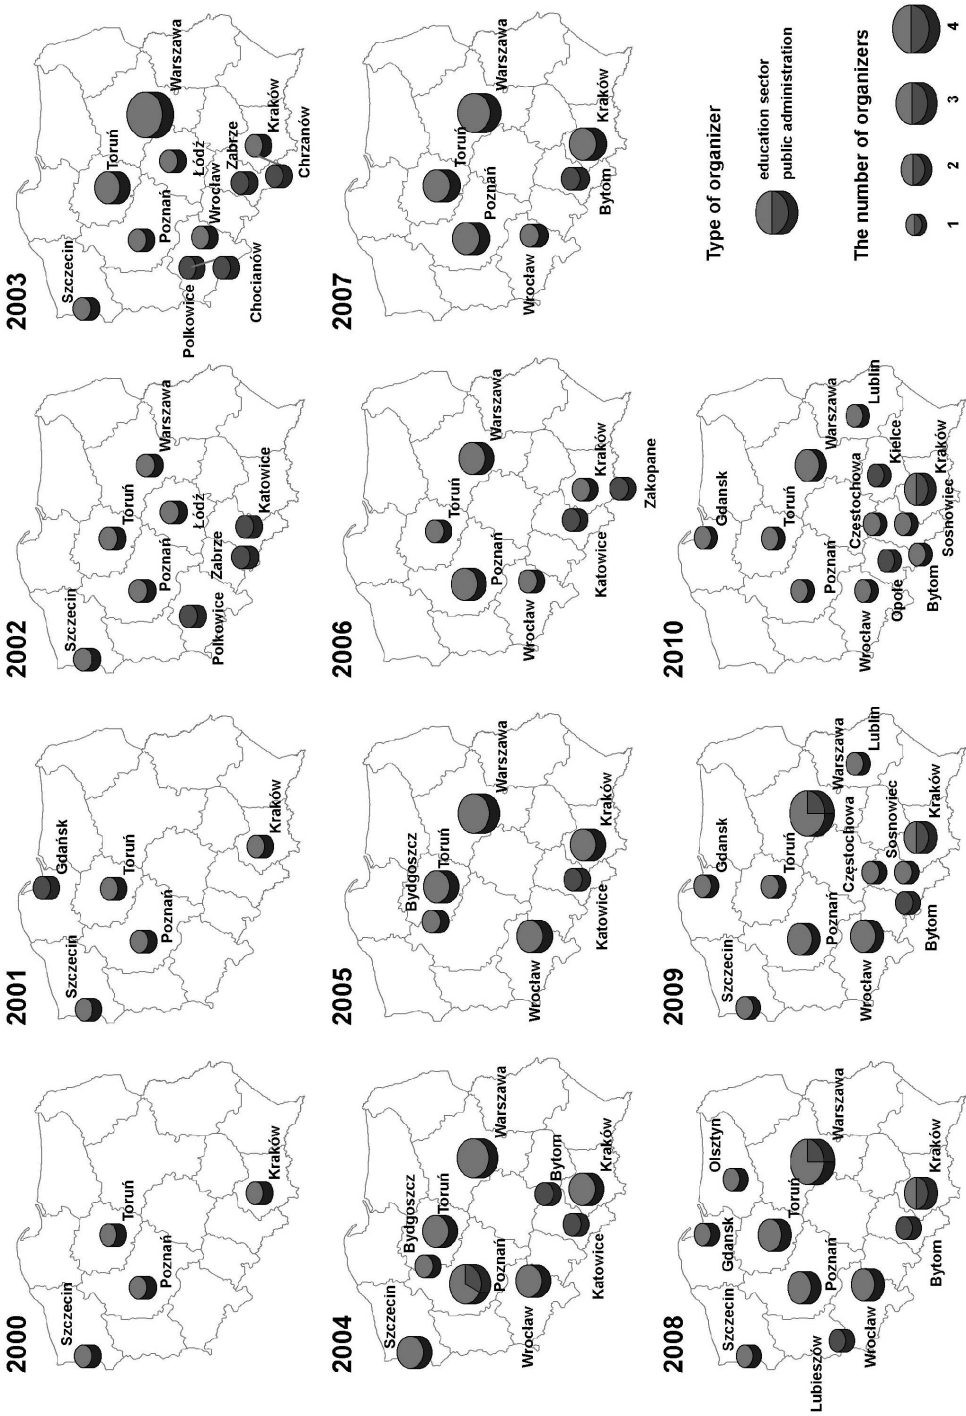 2000
Szczecin
Toruń
Poznań
Kraków
2001
Gdańsk
Szczecin
Toruń
Poznań
Kraków
2002
Szczecin
Toruń
Warszawa
Poznań
Łódź
Zabrze
Polkowice
Katowice
2003
Szczecin
Toruń
Warszawa
Poznań
Łódź
Wrocław
Zabrze
Kraków
Polkowice
Chocianów
Chrzanów
2004
Szczecin
Bydgoszcz
Toruń
Warszawa
Poznań
Bytom
Wrocław
Kraków
Katowice
2005
Bydgoszcz
Toruń
Warszawa
Wrocław
Kraków
Katowice
2006
Toruń
Warszawa
Poznań
Wrocław
Kraków
Katowice
Zakopane
2007
Toruń
Warszawa
Poznań
Wrocław
Kraków
Bytom
2008
Olsztyn
Gdansk
Szczecin
Toruń
Warszawa
Poznań
Lubieszów
Wrocław
Kraków
Bytom
2009
Gdansk
Szczecin
Toruń
Warszawa
Poznań
Lublin
Częstochowa
Sosnowiec
Wrocław
Kraków
Bytom
2010
Gdansk
Toruń
Warszawa
Poznań
Lublin
Częstochowa
Kielce
Wrocław
Opole
Kraków
Bytom
Sosnowiec
Type of organizer
education sector
public administration
The number of organizers
1 2 3 4